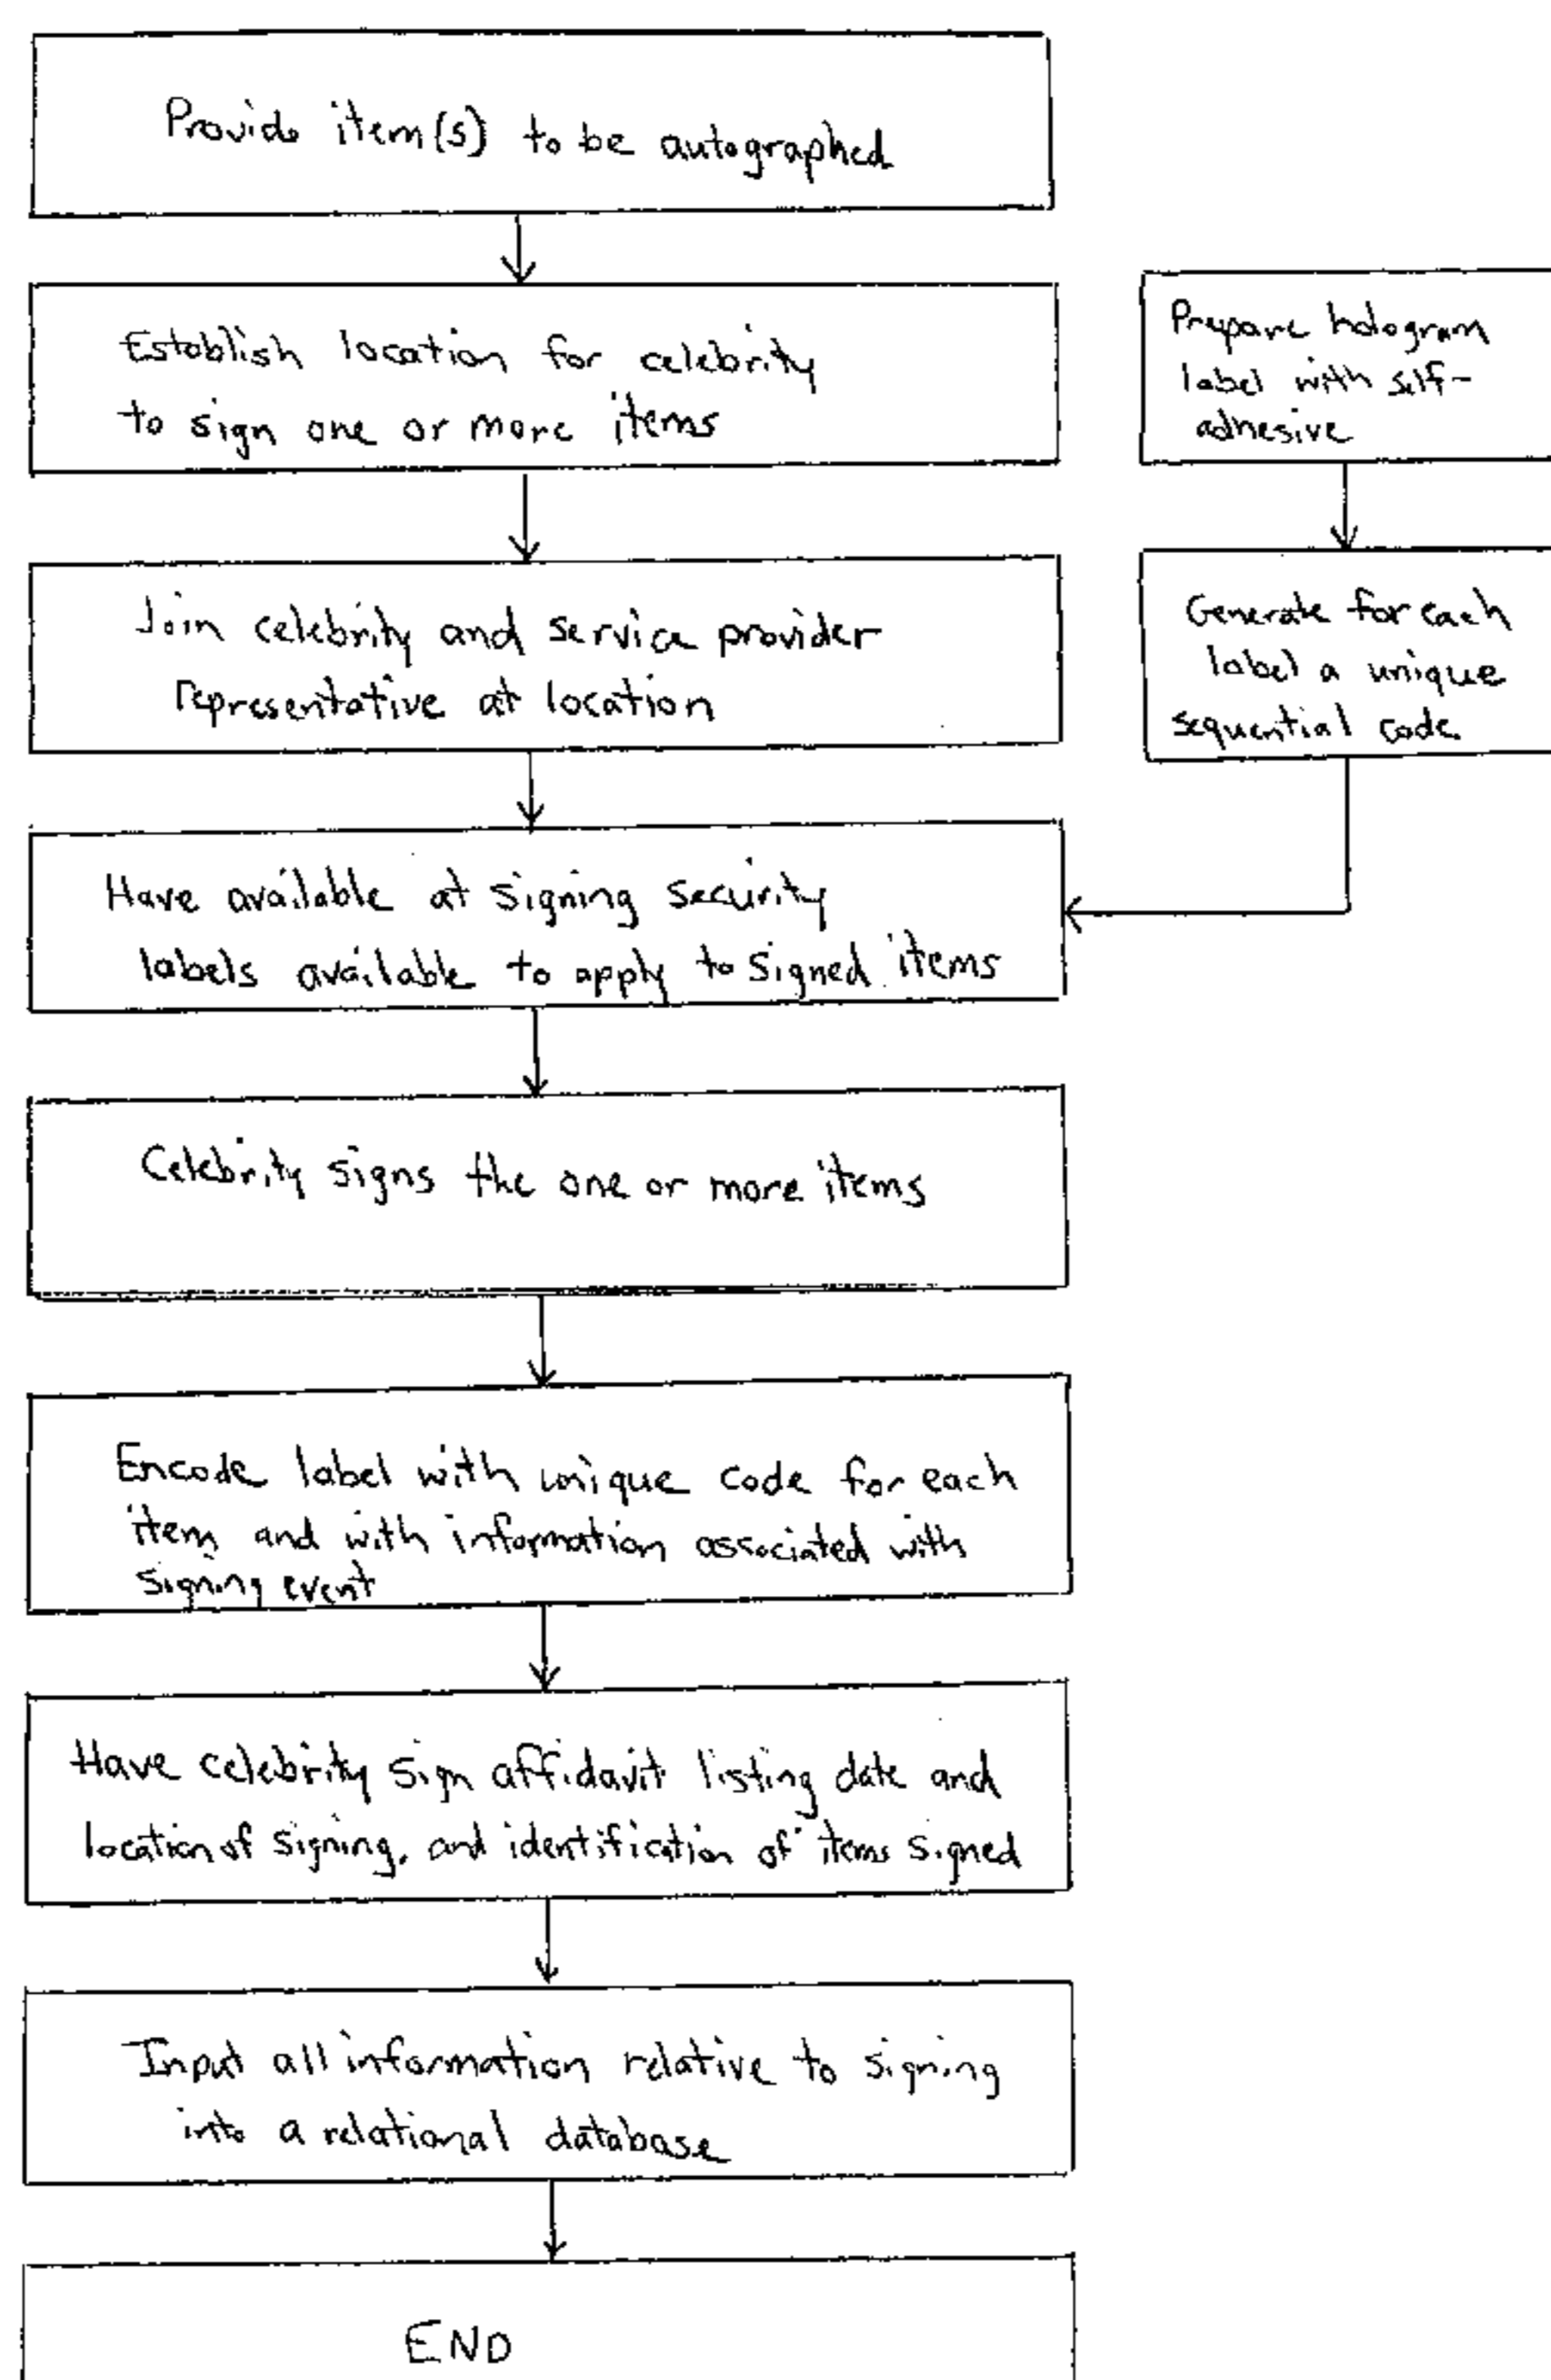 Provide item(s) to be autographed
Establish location for celebrity
to sign one or more items
Prepare hologram
label with self-
adhesive
Join celebrity and service provider
representative at location
Generate for each
label a unique
sequential code
Have available at signing security
labels available to apply to signed items
Celebrity signs the one or more items
Encode label with unique code for each
item and with information associated with
signing event
Have celebrity sign affidavit listing date and
location of signing, and identification of items signed
Input all information relative to signing
into a relational database
END